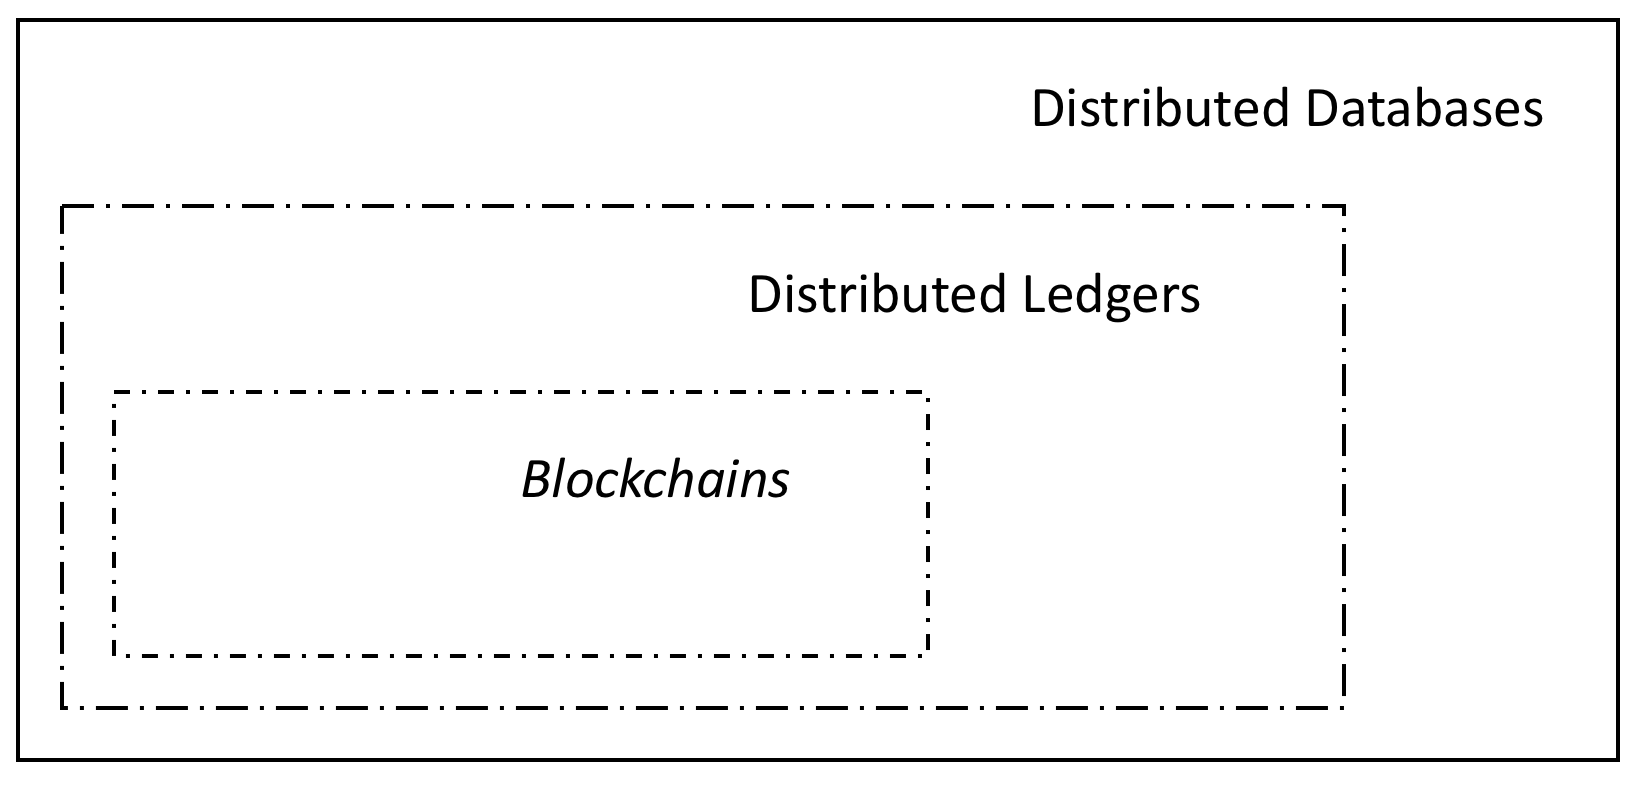 Distributed Databases
Distributed Ledgers
Blockchains